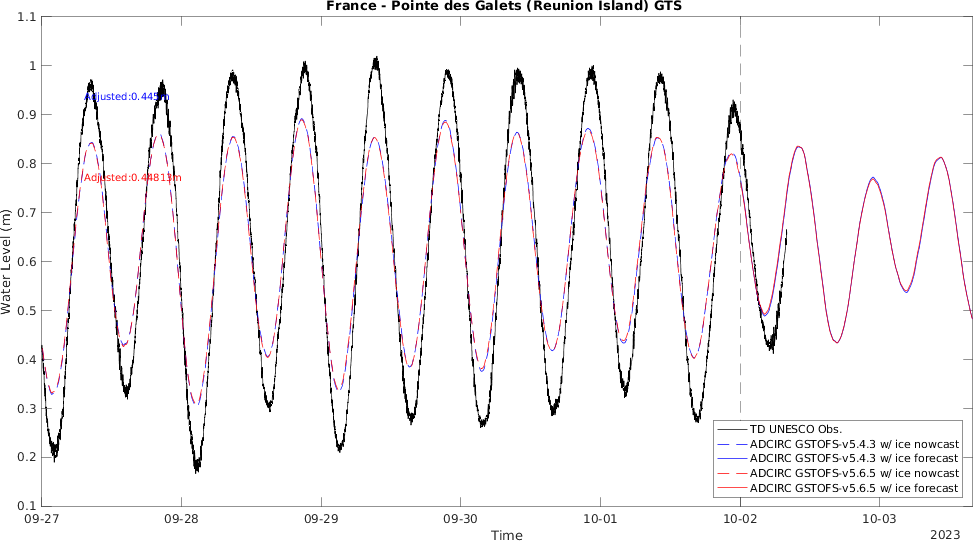 France - Pointe des Galets (Reunion Island) GTS
1.1
1
0.9
0.8
0.7
0.6
0.5
0.4
0.3
0.2
0.1
Water Level (m)
Adjusted:0.445
Adjusted:0.44813m
TD UNESCO Obs.
ADCIRC GSTOFS-v5.4.3 w/ ice nowcast
ADCIRC GSTOFS-v5.4.3 w/ ice forecast
ADCIRC GSTOFS-v5.6.5 w/ ice nowcast
ADCIRC GSTOFS-v5.6.5 w/ ice forecast
09-27 09-28 09-29 09-30 10-01 10-02 10-03
Time
2023